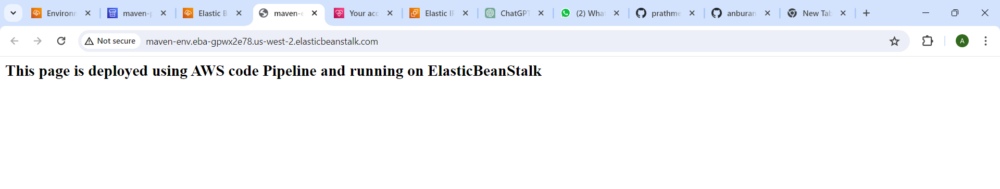 Environm
maven-p
Elastic B
maven-e
Your acc
Elastic IP
ChatGPT
(2) What
prathme
anburan
New Tab
Not secure
maven-env.eba-gpwx2e78.us-west-2.elasticbeanstalk.com
A
This page is deployed using AWS code Pipeline and running on ElasticBeanStalk